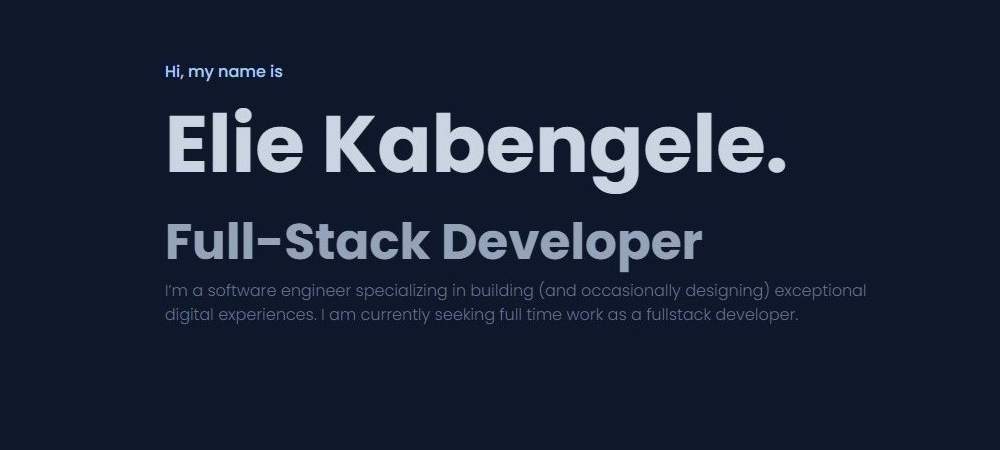 Hi, my name is
Elie Kabengele.
Full-Stack Developer
I'm a software engineer specializing in building (and occasionally designing) exceptional
digital experiences. I am currently seeking full time work as a fullstack developer.